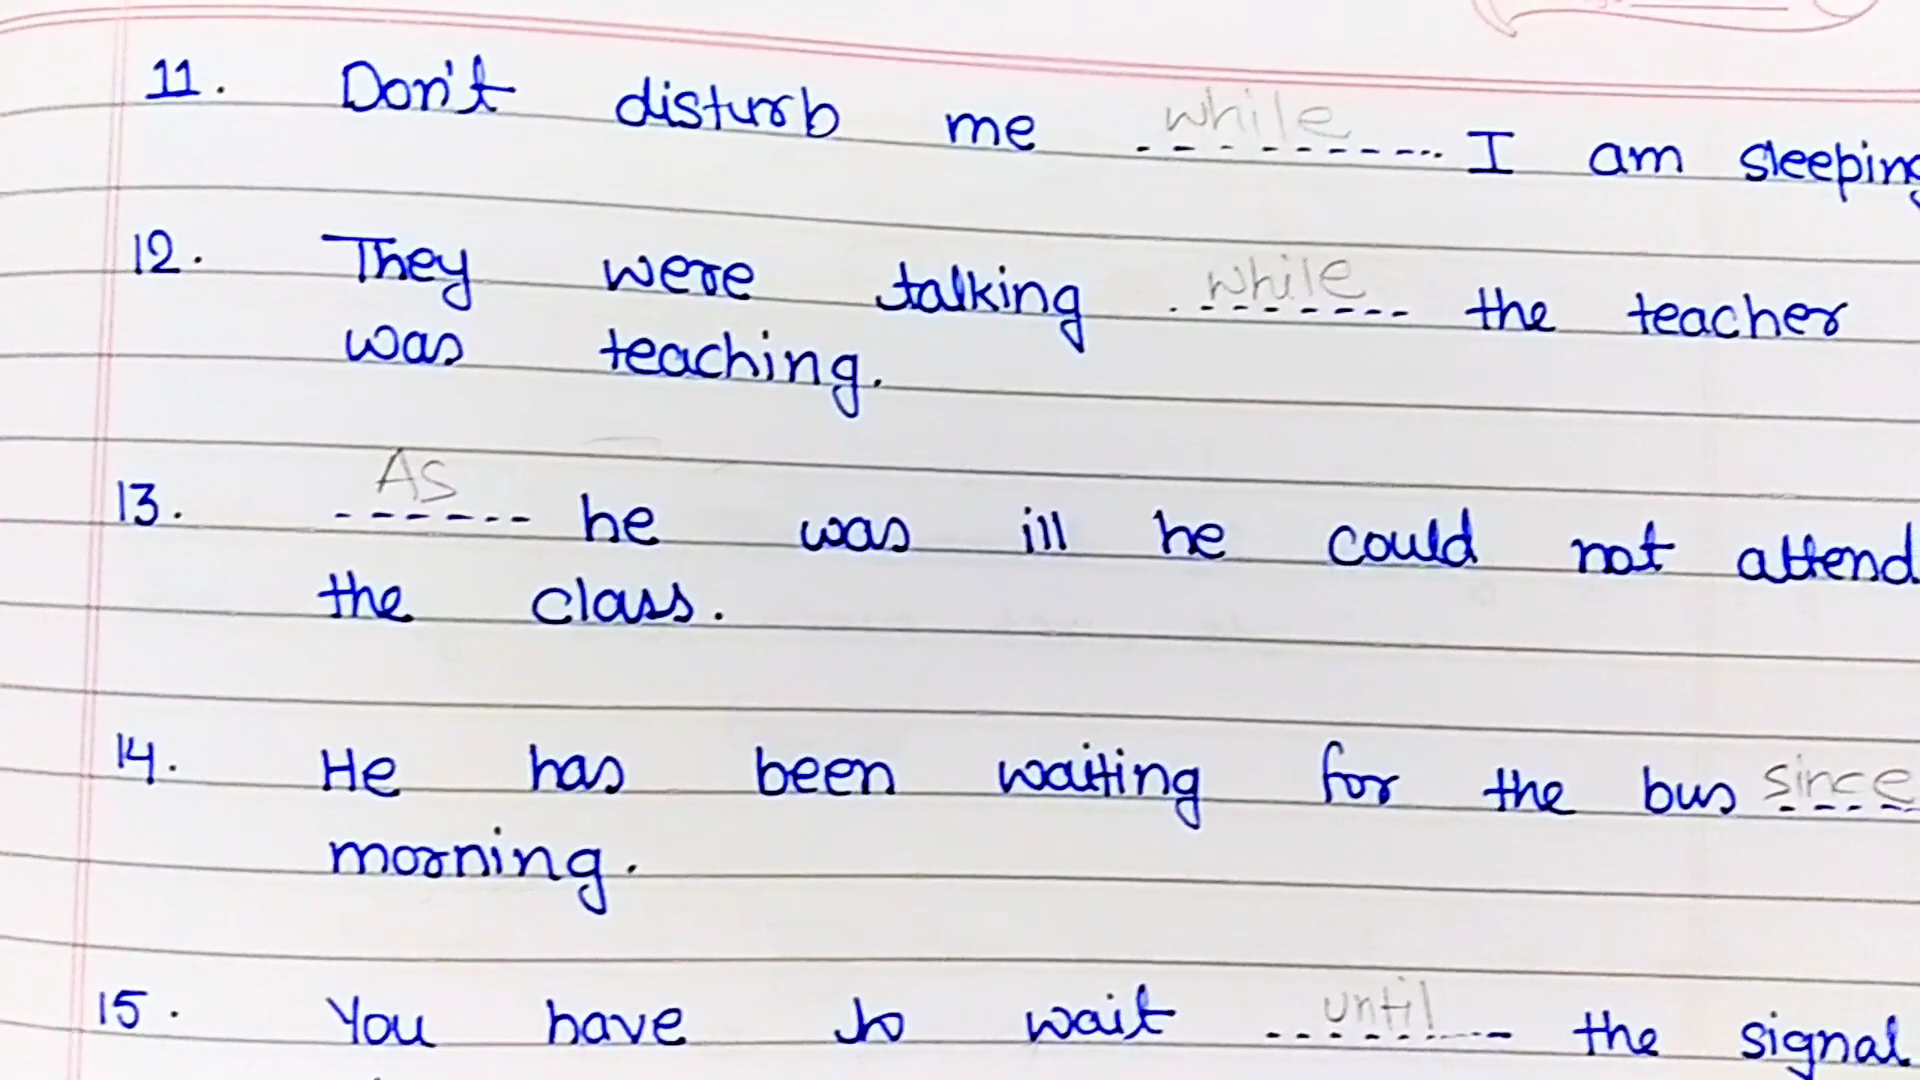 11. Don't disturb me while I am sleeping
12. They were talking while the teacher
was teaching.
13. As he was ill he could not attend
the class.
14. He has been waiting for the bus since
morning.
15. You have to wait until the signal